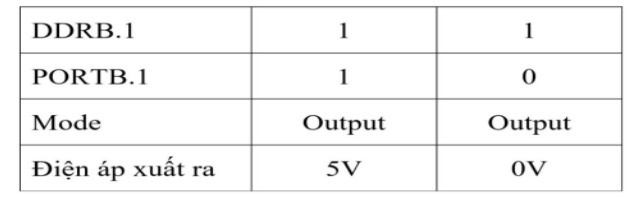 DDRB.1 1 1
PORTB.1 1 0
Mode Output Output
Điện áp xuất ra 5V 0V